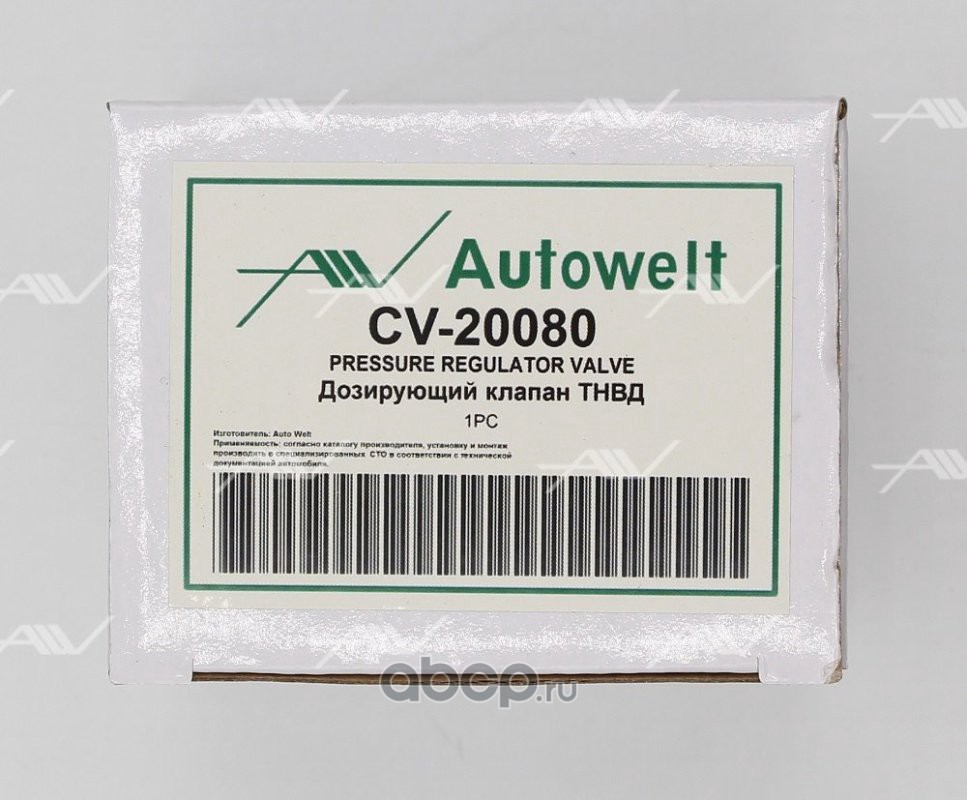 Autowelt
CV-20080
PRESSURE REGULATOR VALVE
Дозирующий клапан ТНВД
1PC
Изготовитель: Auto Welt
Применяемость: согласно каталогу производителя, установку и монтаж
производить в специализированных СТО в соответствии с технической
документацией автомобиля.
abcp.ru